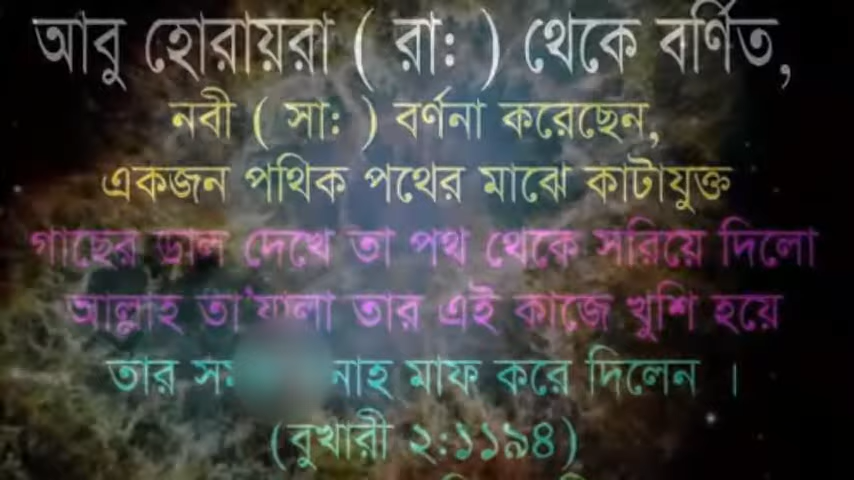 আবু হোরায়রা ( রাঃ ) থেকে বর্ণিত,
নবী ( সাঃ ) বর্ণনা করেছেন,
একজন পথিক পথের মাঝে কাটাযুক্ত
গাছের ডাল দেখে তা পথ থেকে সরিয়ে দিলো
আল্লাহ তা'য়ালা তার এই কাজে খুশি হয়ে
তার মাফ করে দিলেন ।
(বুখারী ২:১১৯৪)